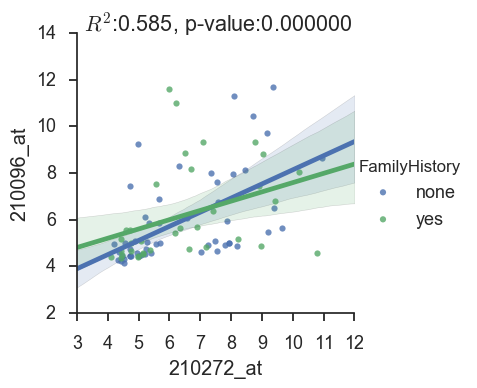 R²:0.585, p-value:0.000000
14
12
10
8
6
4
2
210096_at
3 4 5 6 7 8 9 10 11 12
210272_at
FamilyHistory
none
yes